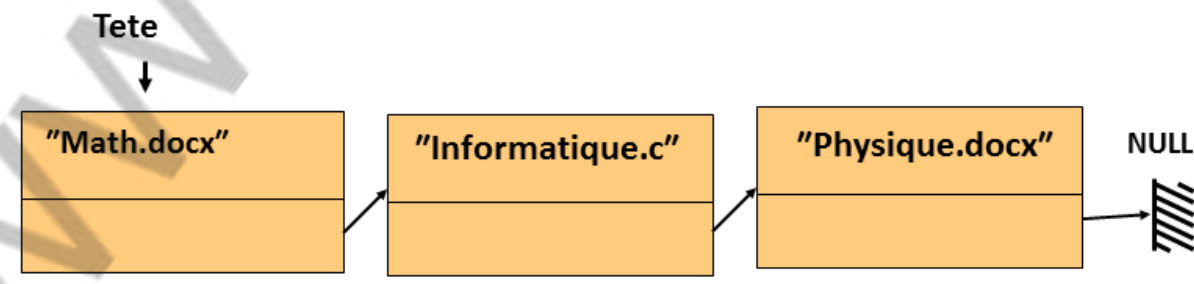 Tete
”Math.docx”
”Informatique.c”
”Physique.docx”
NULL